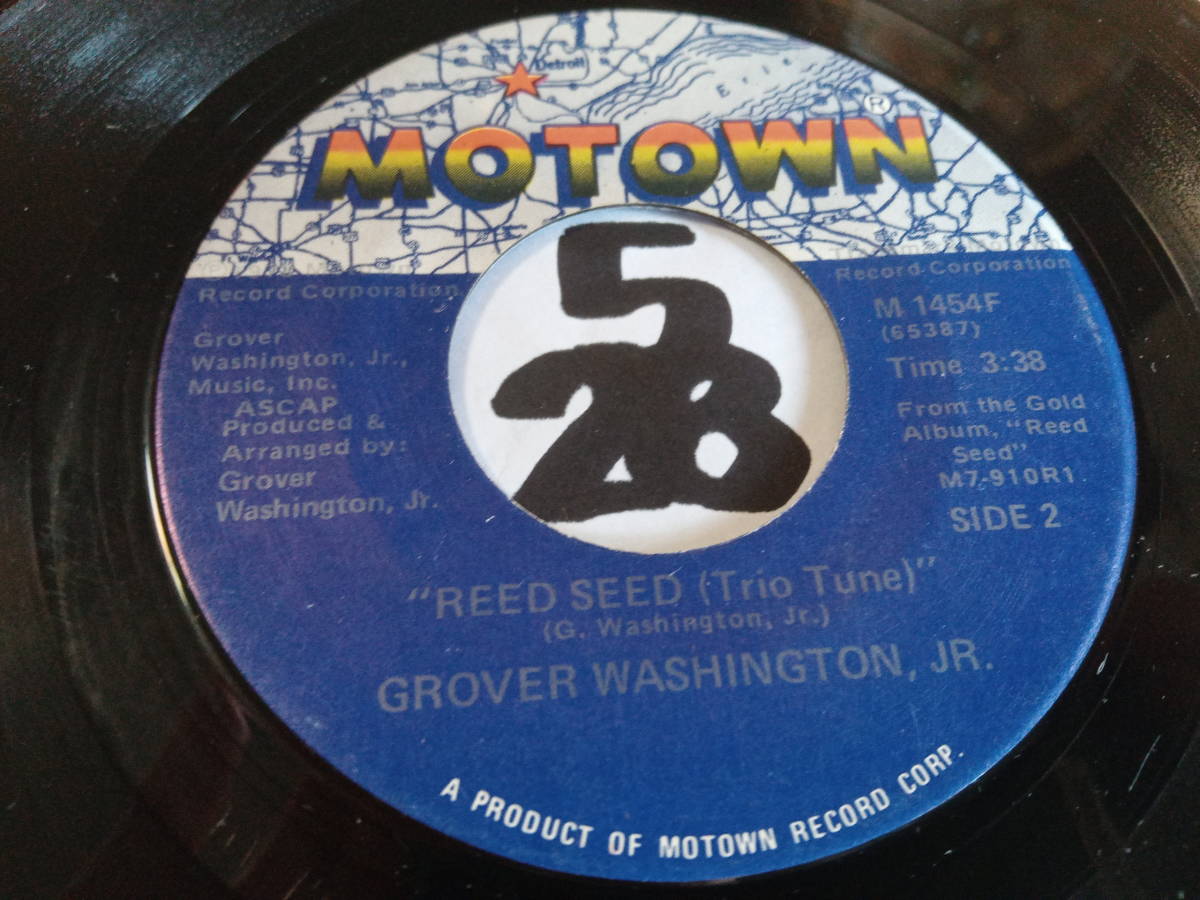 Detroit
Erie
MOTOWN®
Record Corporation
Grover
Washington, Jr.,
Music, Inc.
ASCAP
Produced &
Arranged by:
Grover
Washington, Jr.
5
28
Record Corporation
M 1454F
(65387)
Time 3:38
From the Gold
Album, "Reed
Seed"
M7-910R1
SIDE 2
"REED SEED (Trio Tune)"
(G. Washington, Jr.)
GROVER WASHINGTON, JR.
A PRODUCT OF MOTOWN RECORD CORP.